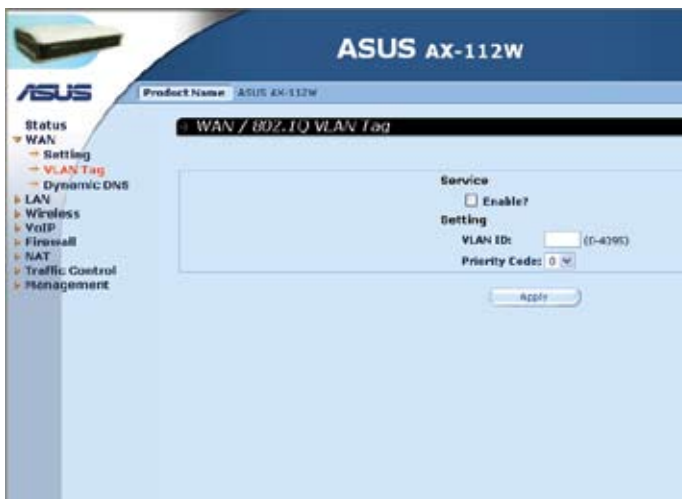 ASUS AX-112W
ASUS
Product Name ASUS AX-112W
Status
WAN
Setting
VLAN Tag
Dynamic DNS
LAN
Wireless
VoIP
Firewall
NAT
Traffic Control
Management
WAN / 802.1Q VLAN Tag
Service
Enable?
Setting
VLAN ID: (0-4095)
Priority Code: 0
Apply